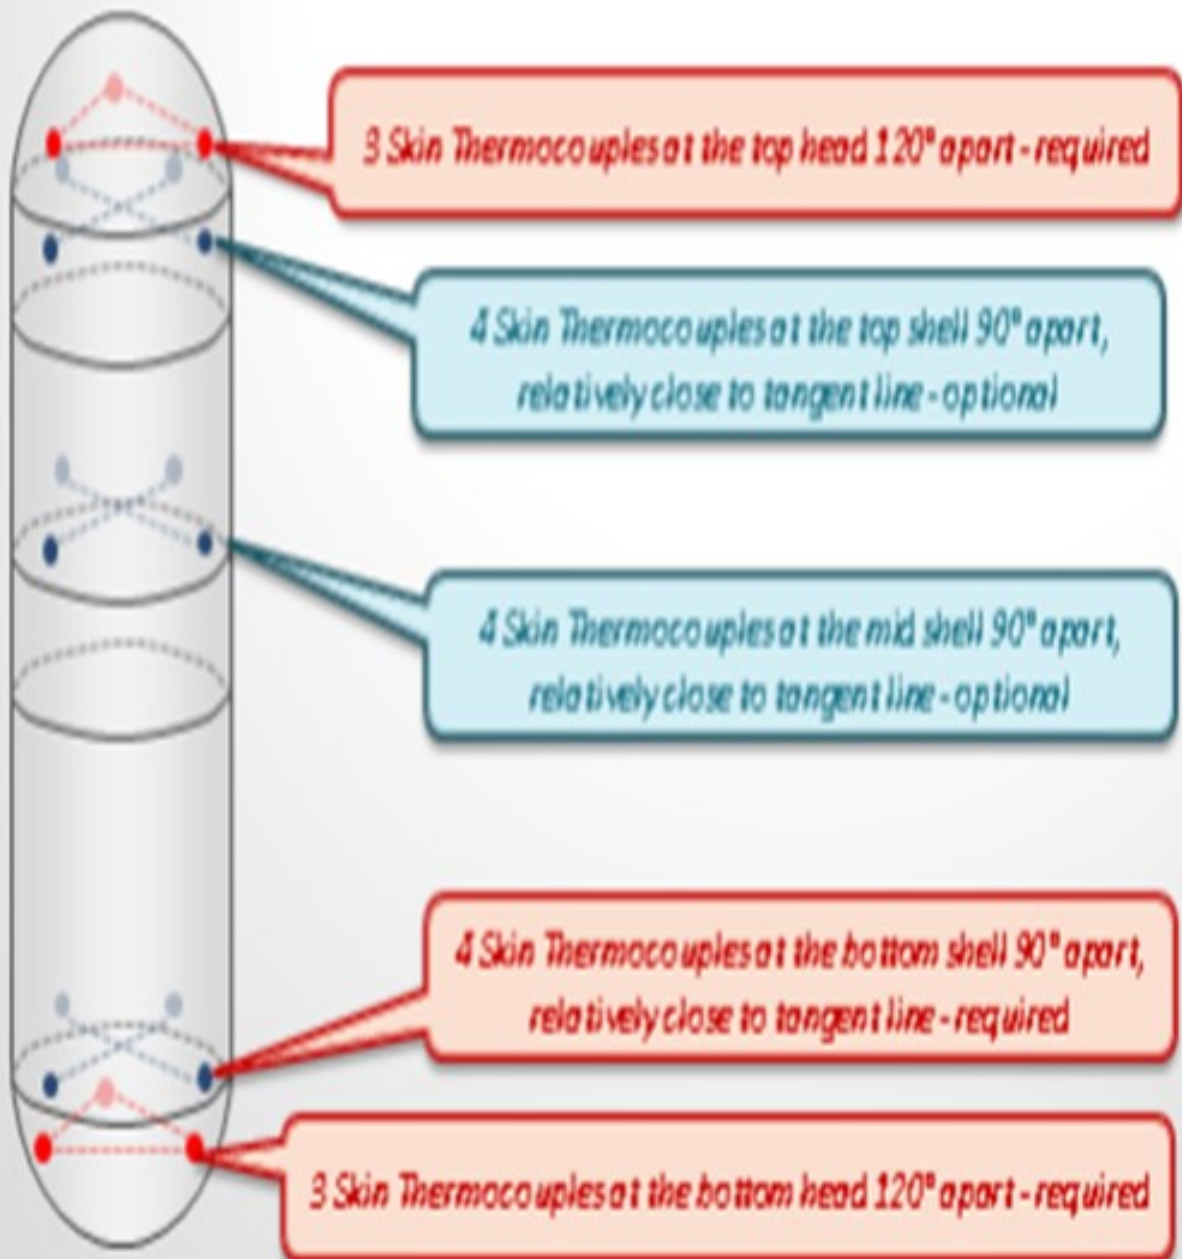 3 Skin Thermocouples at the top head 120° apart - required
4 Skin Thermocouples at the top shell 90° apart,
relatively close to tangent line - optional
4 Skin Thermocouples at the mid shell 90° apart,
relatively close to tangent line - optional
4 Skin Thermocouples at the bottom shell 90° apart,
relatively close to tangent line - required
3 Skin Thermocouples at the bottom head 120° apart - required